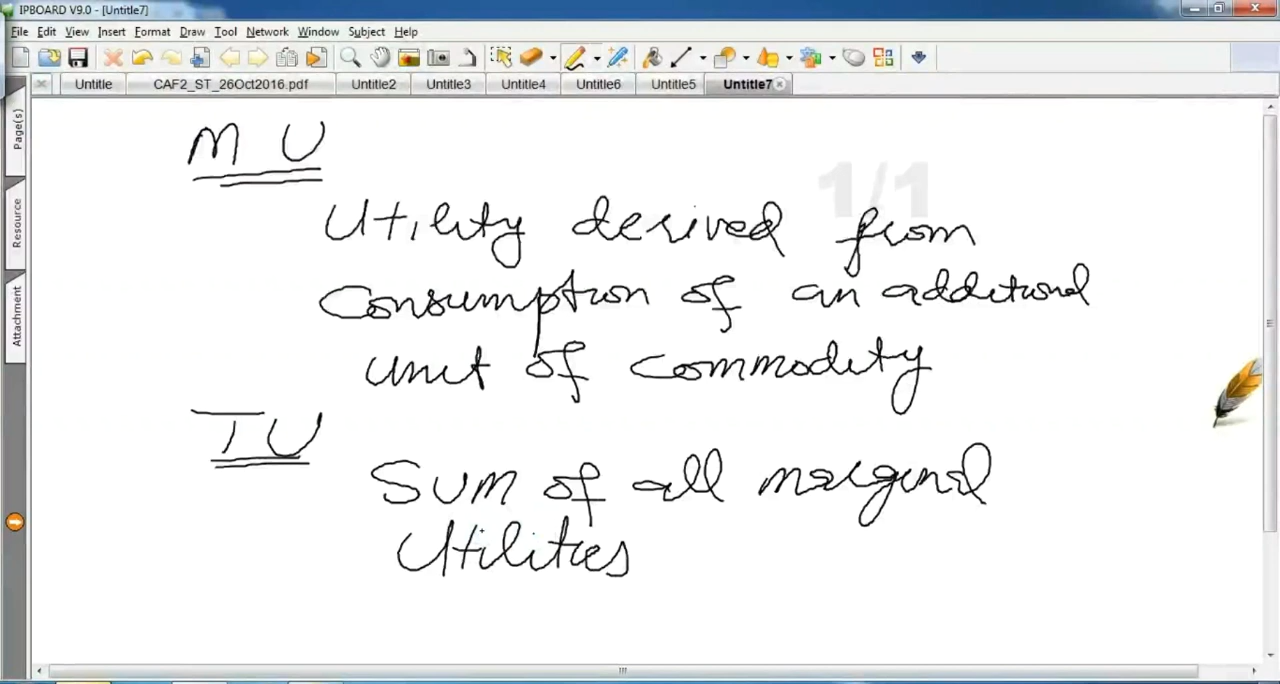 IPBOARD V9.0 - [Untitle7]
File Edit View Insert Format Draw Tool Network Window Subject Help
Untitle CAF2_ST_26Oct2016.pdf Untitle2 Untitle3 Untitle4 Untitle6 Untitle5 Untitle7
Page(s)
Resource
Attachment
1/1
M U
Utility derived from
Consumption of an additional
unit of commodity
TU
Sum of all marginal
Utilities